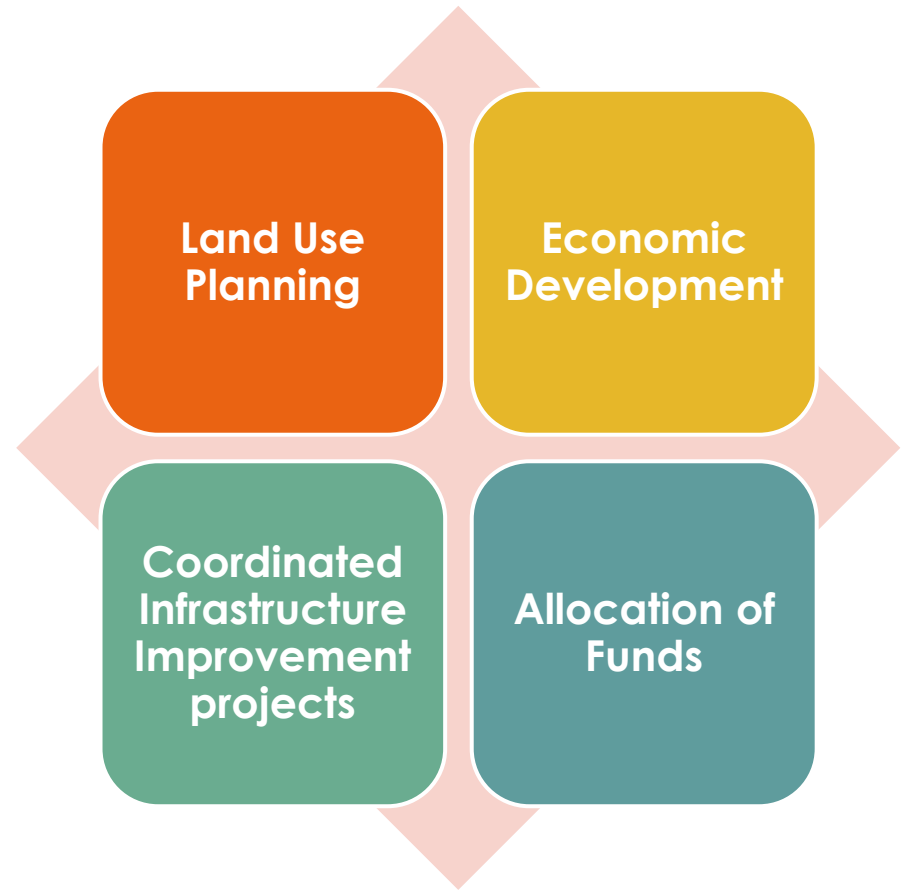 Land Use
Planning
Economic
Development
Coordinated
Infrastructure
Improvement
projects
Allocation of
Funds